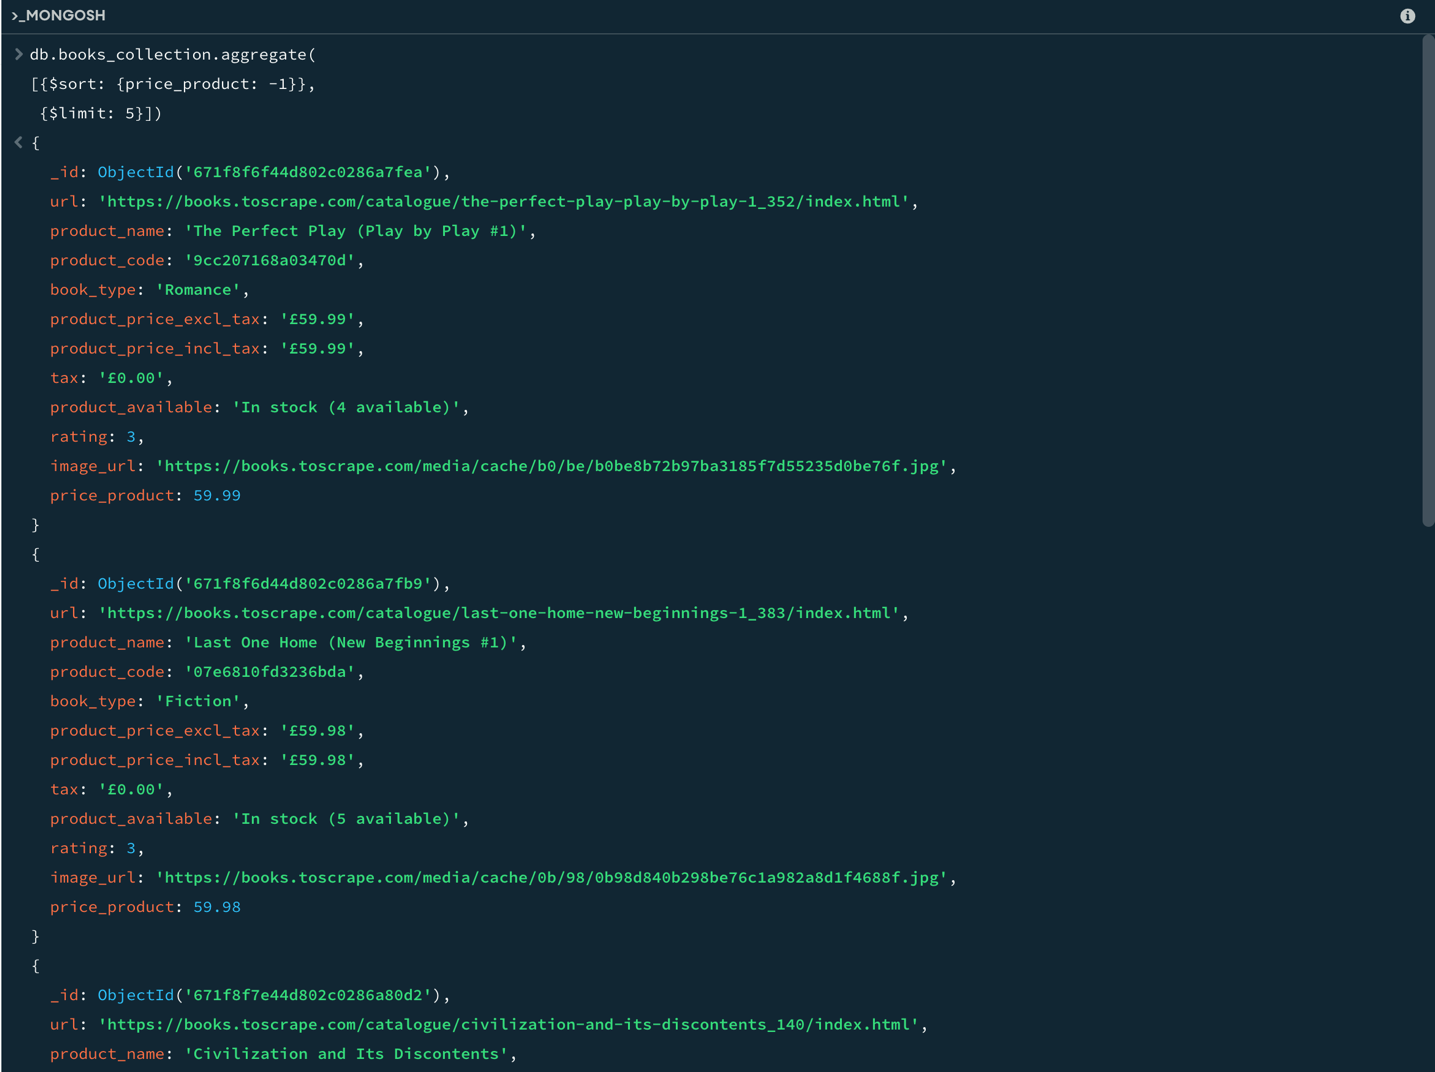 >_MONGOSH
> db.books_collection.aggregate(
[{$sort: {price_product: -1}},
{$limit: 5}])
< {
_id: ObjectId('671f8f6f44d802c0286a7fea'),
url: 'https://books.toscrape.com/catalogue/the-perfect-play-play-by-play-1_352/index.html',
product_name: 'The Perfect Play (Play by Play #1)',
product_code: '9cc207168a03470d',
book_type: 'Romance',
product_price_excl_tax: '£59.99',
product_price_incl_tax: '£59.99',
tax: '£0.00',
product_available: 'In stock (4 available)',
rating: 3,
image_url: 'https://books.toscrape.com/media/cache/b0/be/b0be8b72b97ba3185f7d55235d0be76f.jpg',
price_product: 59.99
}
{
_id: ObjectId('671f8f6d44d802c0286a7fb9'),
url: 'https://books.toscrape.com/catalogue/last-one-home-new-beginnings-1_383/index.html',
product_name: 'Last One Home (New Beginnings #1)',
product_code: '07e6810fd3236bda',
book_type: 'Fiction',
product_price_excl_tax: '£59.98',
product_price_incl_tax: '£59.98',
tax: '£0.00',
product_available: 'In stock (5 available)',
rating: 3,
image_url: 'https://books.toscrape.com/media/cache/0b/98/0b98d840b298be76c1a982a8d1f4688f.jpg',
price_product: 59.98
}
{
_id: ObjectId('671f8f7e44d802c0286a80d2'),
url: 'https://books.toscrape.com/catalogue/civilization-and-its-discontents_140/index.html',
product_name: 'Civilization and Its Discontents',